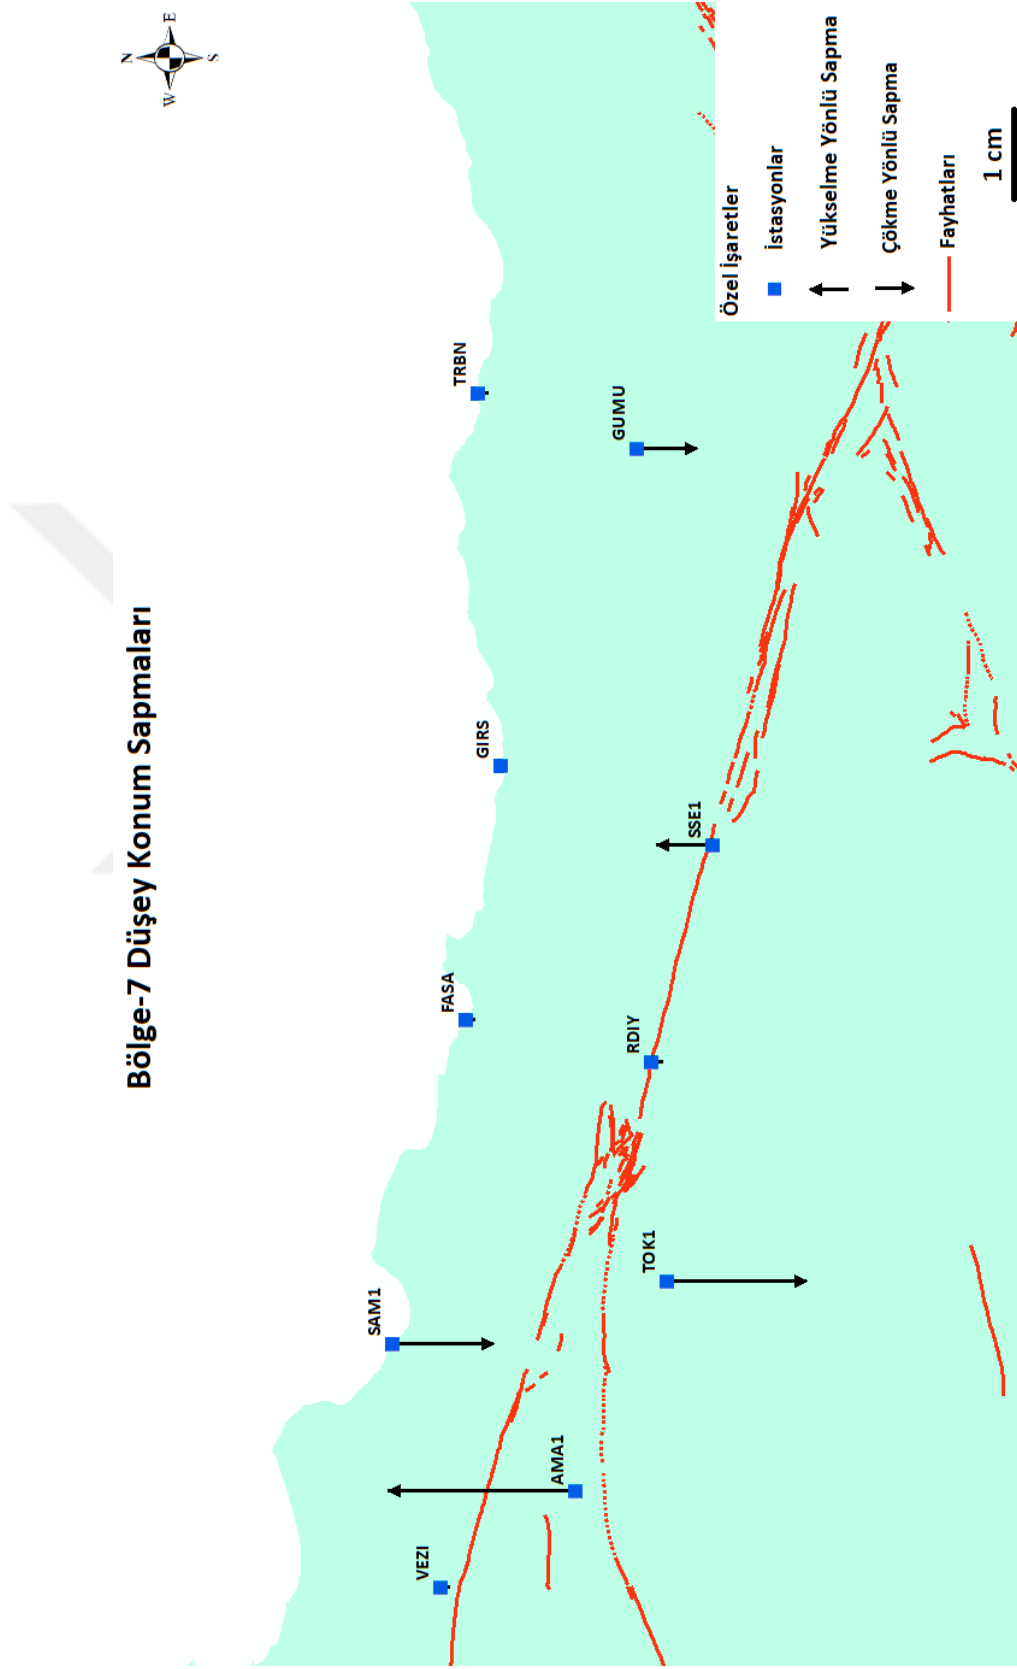 Bölge-7 Düşey Konum Sapmaları
N
W
E
S
VEZI
AMA1
SAM1
TOK1
RDIY
FASA
SSE1
GIRS
GUMU
TRBN
Özel İşaretler
İstasyonlar
Yükselme Yönlü Sapma
Çökme Yönlü Sapma
Fayhatları
1 cm